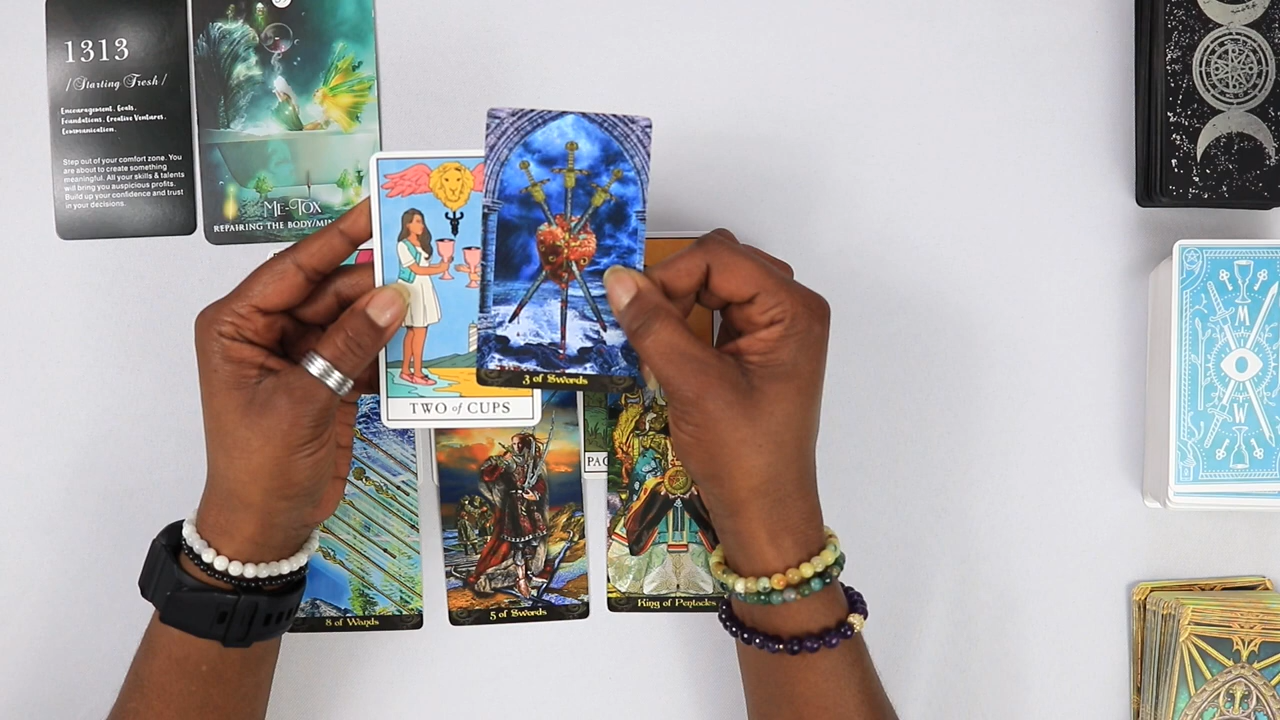 1313
/Starting Fresh/
Encouragement, Goals,
Foundations, Creative Ventures,
Communication.
Step out of your comfort zone. You
are about to create something
meaningful. All your skills & talents
will bring you auspicious profits.
Build up your confidence and trust
in your decisions.
ME-TOX
REPAIRING THE BODY/MIN
TWO of CUPS
3 of Swords
PAG
8 of Wands
5 of Swords
King of Pentacles
M
W